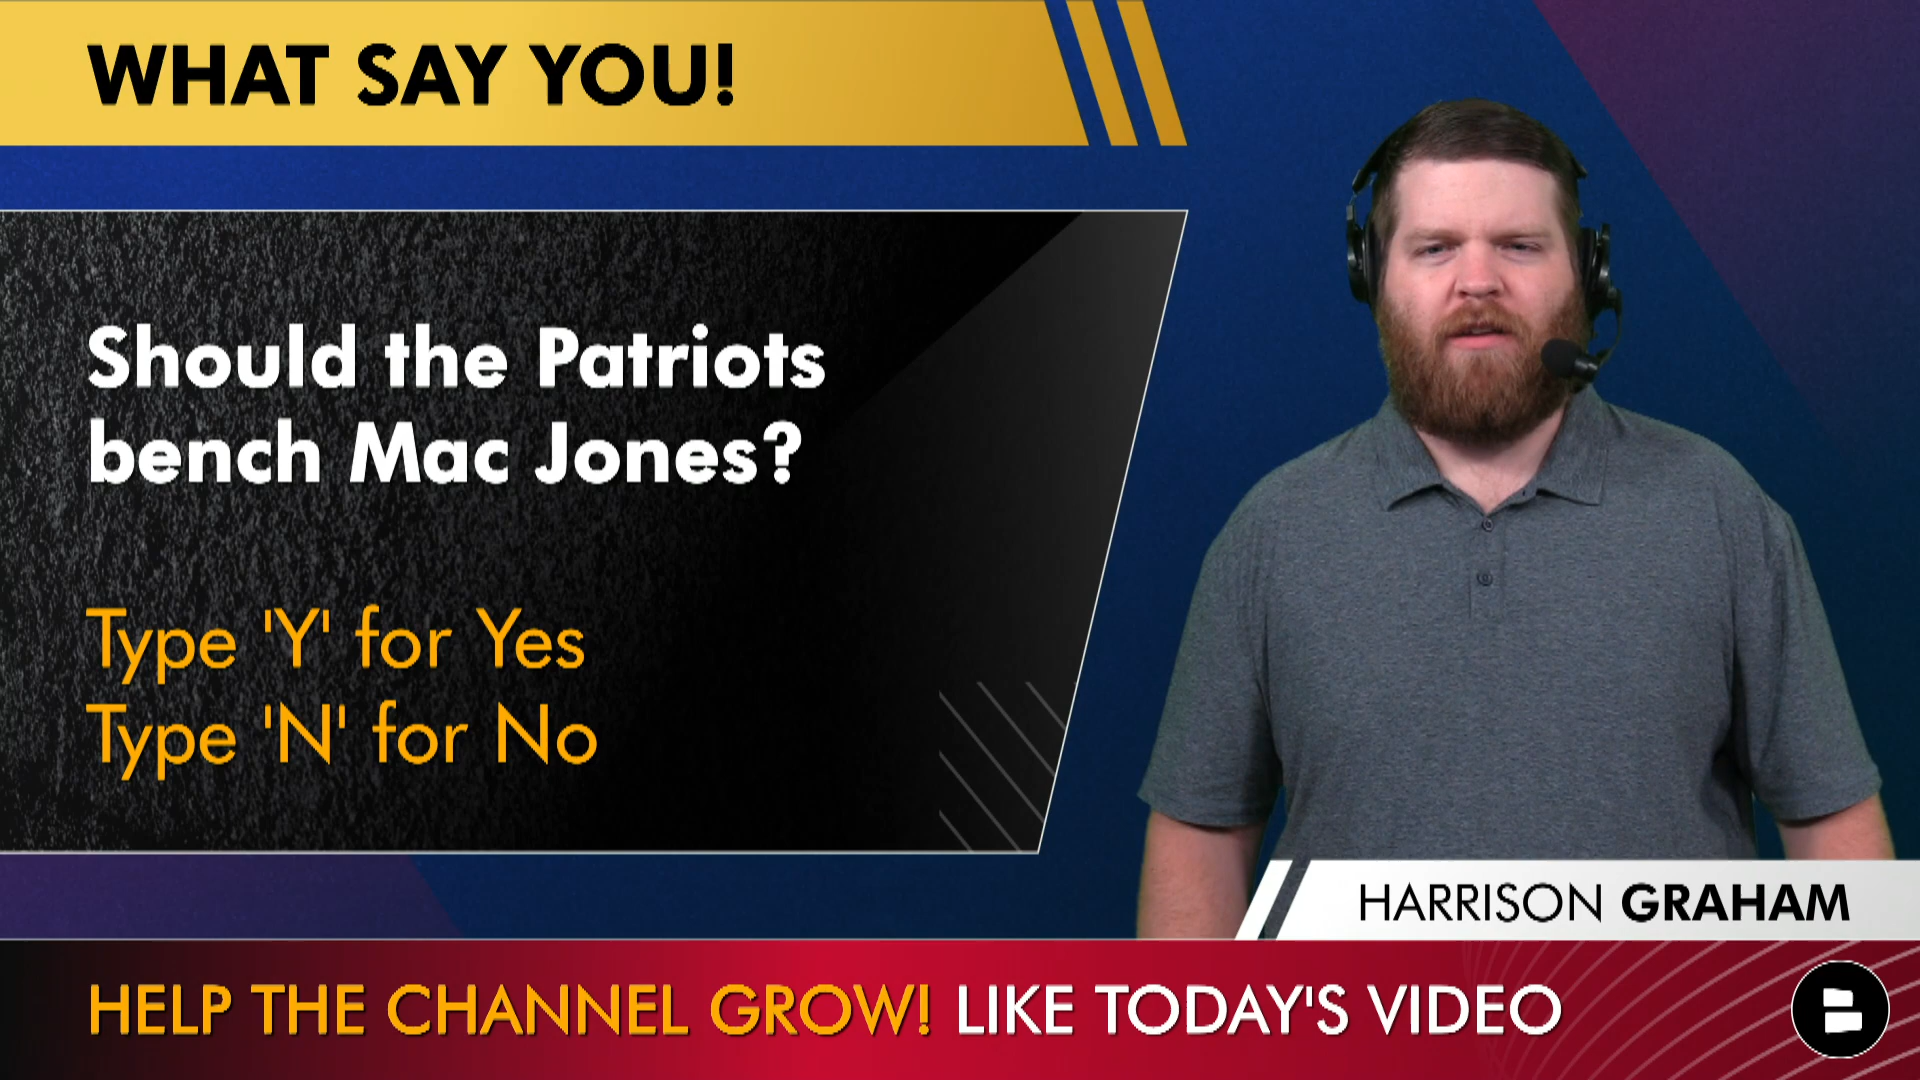 WHAT SAY YOU!
Should the Patriots
bench Mac Jones?
Type 'Y' for Yes
Type 'N' for No
HARRISON GRAHAM
HELP THE CHANNEL GROW! LIKE TODAY'S VIDEO